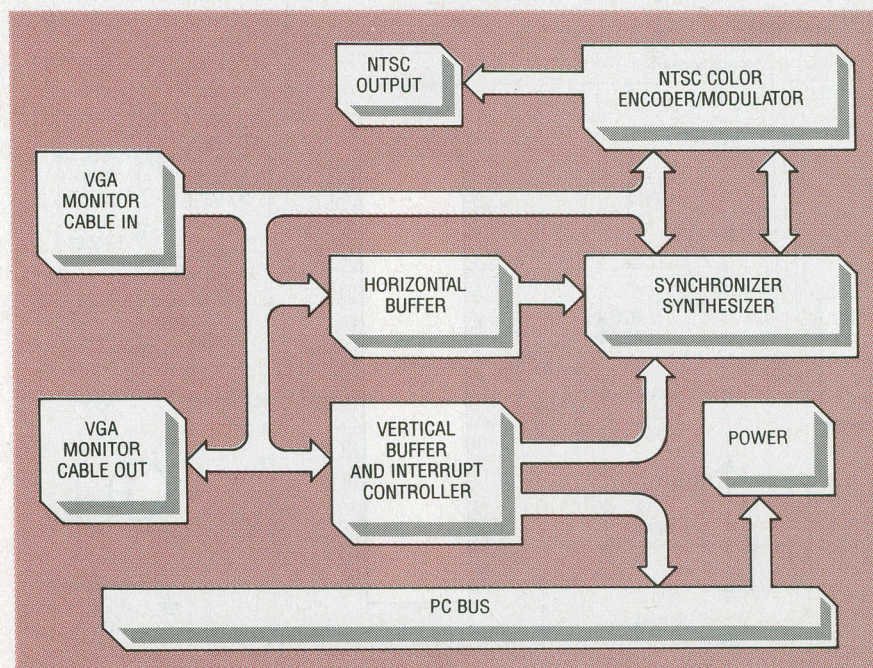 NTSC
OUTPUT
NTSC COLOR
ENCODER/MODULATOR
VGA
MONITOR
CABLE IN
HORIZONTAL
BUFFER
SYNCHRONIZER
SYNTHESIZER
VGA
MONITOR
CABLE OUT
VERTICAL
BUFFER
AND INTERRUPT
CONTROLLER
POWER
PC BUS